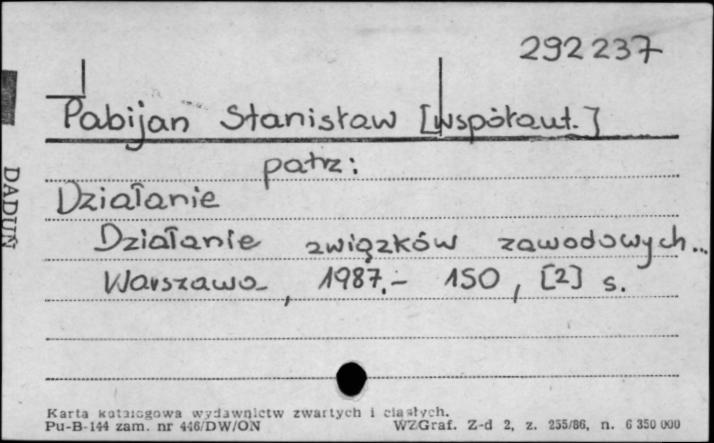 292237
Pabijan Stanisław [współaut.]
patrz:
Działanie
Działanie związków zawodowych...
Warszawa, 1987.- 150, [2] s.
DADUŃ
Karta katalogowa wydawnictw zwartych i ciągłych.
Pu-B-144 zam. nr 446/DW/ON WZGraf. Z-d 2, z. 255/86, n. 6 350 000